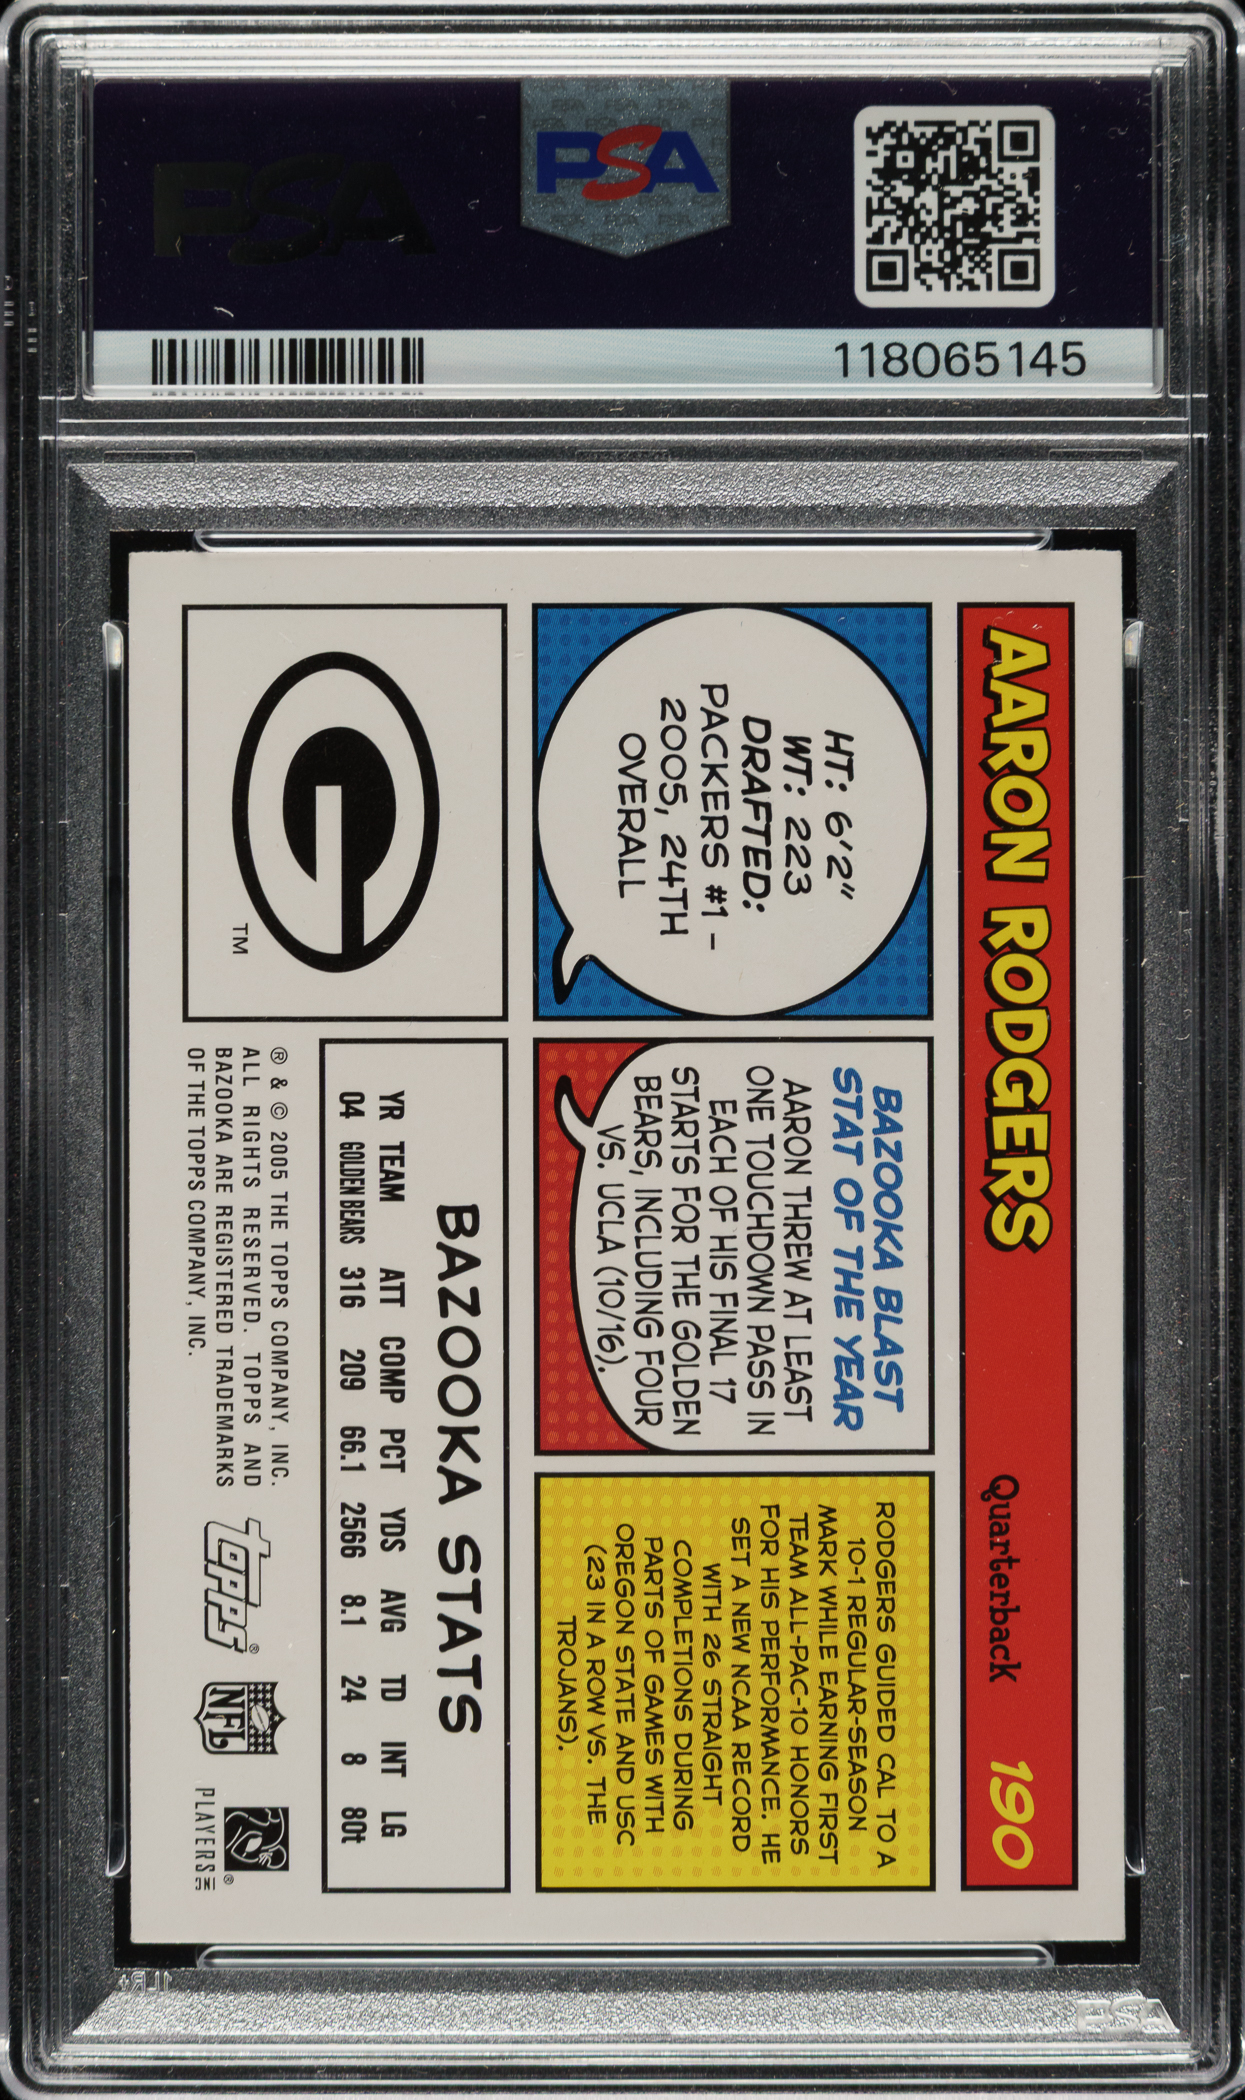 PSA
PSA
118065145
AARON RODGERS Quarterback 190
HT: 6'2"
WT: 223
DRAFTED:
PACKERS #1 -
2005, 24TH
OVERALL
BAZOOKA BLAST
STAT OF THE YEAR
AARON THREW AT LEAST
ONE TOUCHDOWN PASS IN
EACH OF HIS FINAL 17
STARTS FOR THE GOLDEN
BEARS, INCLUDING FOUR
VS. UCLA (10/16).
RODGERS GUIDED CAL TO A
10-1 REGULAR-SEASON
MARK WHILE EARNING FIRST
TEAM ALL-PAC-10 HONORS
FOR HIS PERFORMANCE. HE
SET A NEW NCAA RECORD
WITH 26 STRAIGHT
COMPLETIONS DURING
PARTS OF GAMES WITH
OREGON STATE AND USC
(23 IN A ROW VS. THE
TROJANS).
G
TM
BAZOOKA STATS
YR TEAM ATT COMP PCT YDS AVG TD INT LG
04 GOLDEN BEARS 316 209 66.1 2566 8.1 24 8 80t
® & © 2005 THE TOPPS COMPANY, INC.
ALL RIGHTS RESERVED. TOPPS AND
BAZOOKA ARE REGISTERED TRADEMARKS
OF THE TOPPS COMPANY, INC.
Topps®
NFL
PLAYERS INC®
PSA